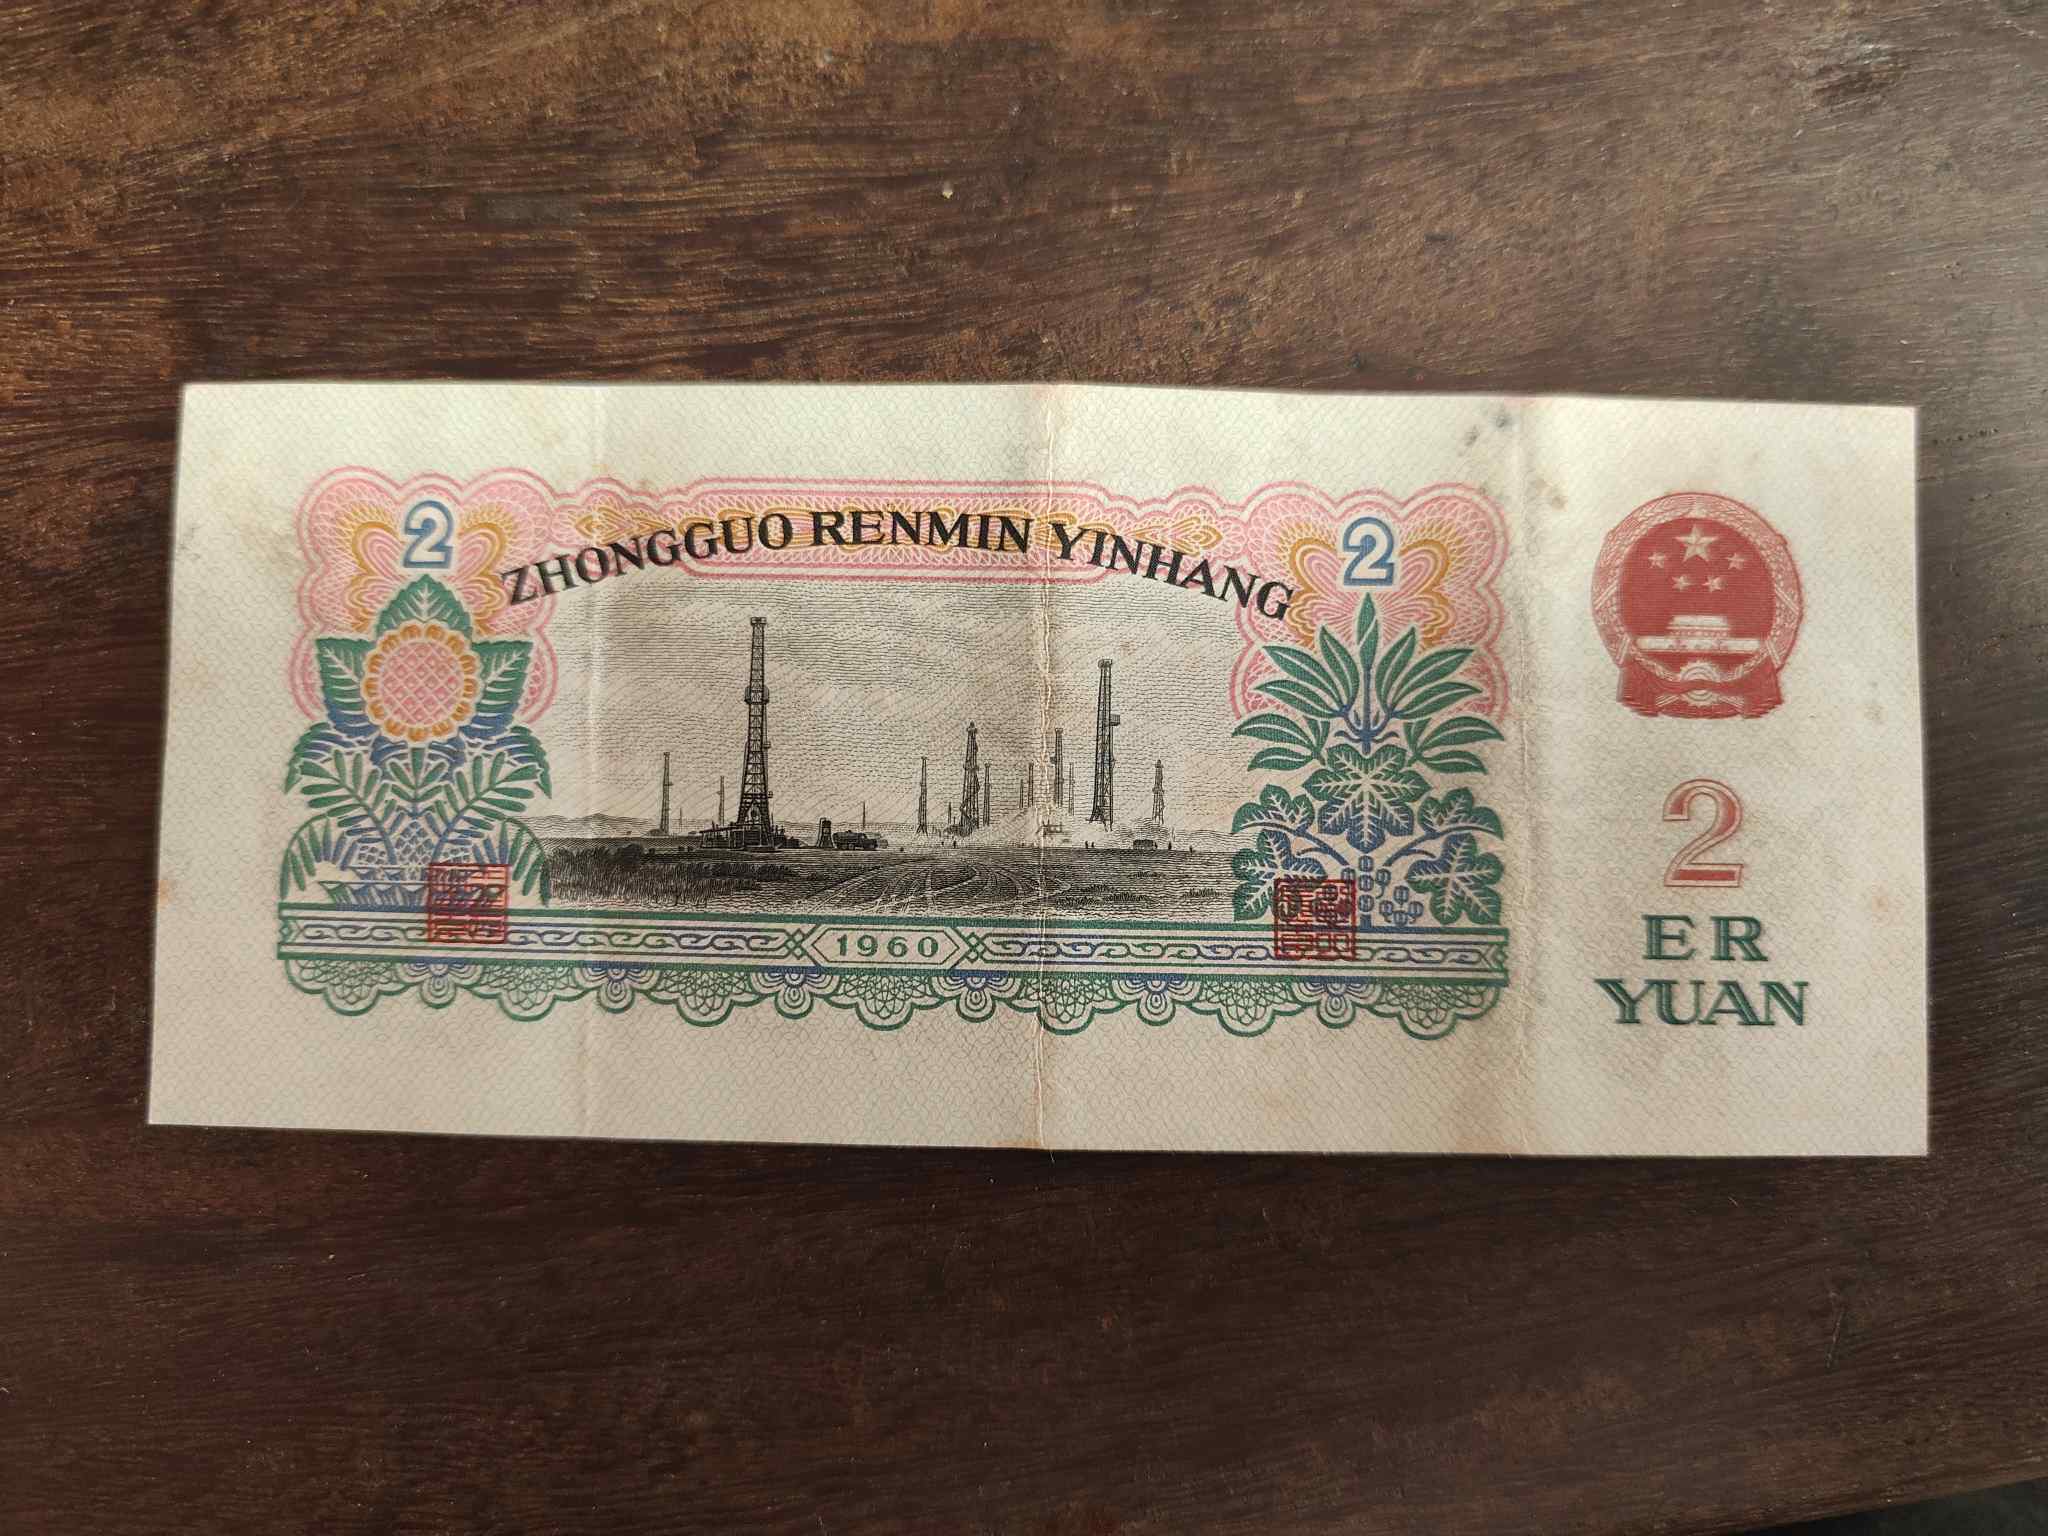 2
2
ZHONGGUO RENMIN YINHANG
1960
2
ER
YUAN